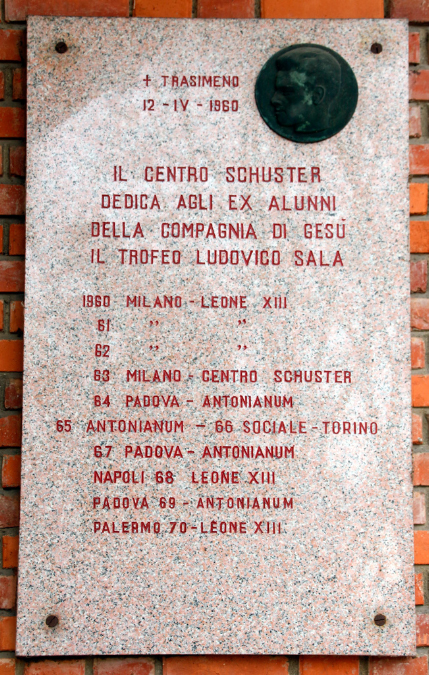 ✝ TRASIMENO
12-IV-1960
IL CENTRO SCHUSTER
DEDICA AGLI EX ALUNNI
DELLA COMPAGNIA DI GESÙ
IL TROFEO LUDOVICO SALA
1960 MILANO-LEONE XIII
61 " "
62 " "
63 MILANO-CENTRO SCHUSTER
64 PADOVA - ANTONIANUM
65 ANTONIANUM - 66 SOCIALE-TORINO
67 PADOVA-ANTONIANUM
NAPOLI 68 LEONE XIII
PADOVA 69-ANTONIANUM
PALERMO 70-LEONE XIII